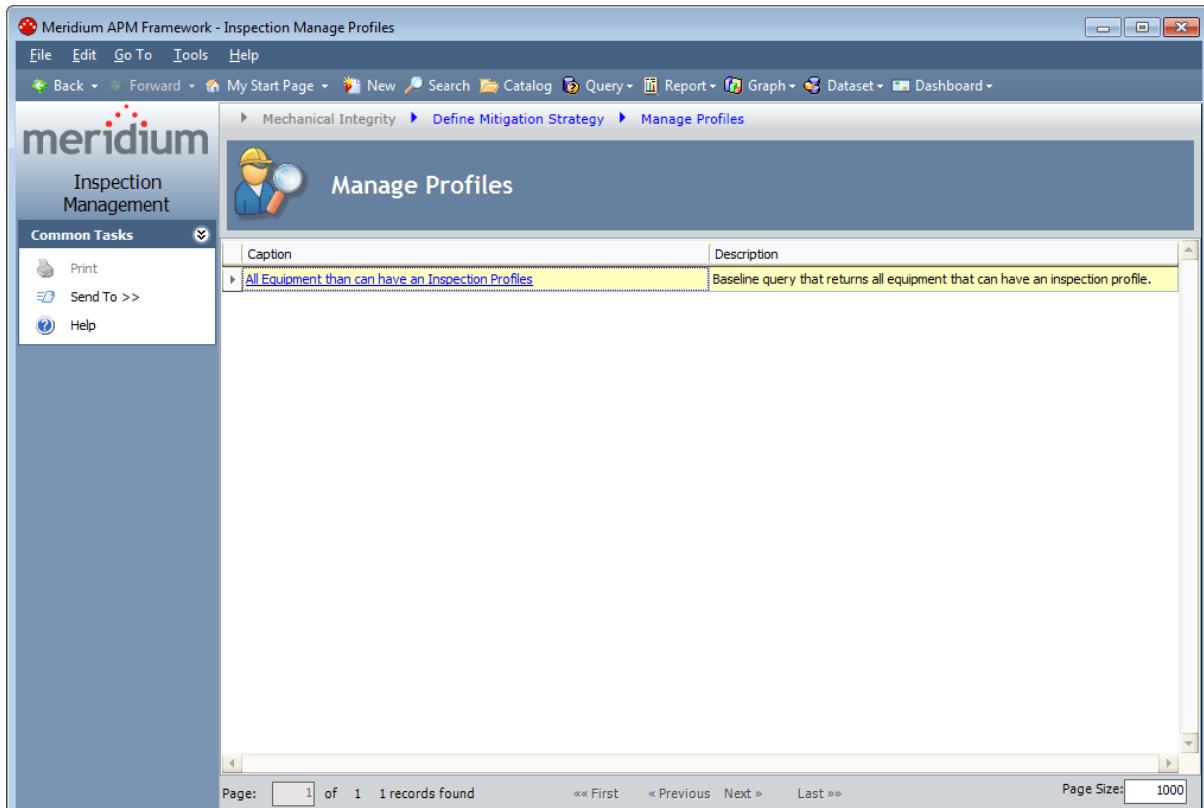 Meridium APM Framework - Inspection Manage Profiles
File Edit Go To Tools Help
Back Forward My Start Page New Search Catalog Query Report Graph Dataset Dashboard
meridium
Inspection
Management
Common Tasks
Print
Send To >>
Help
Mechanical Integrity Define Mitigation Strategy Manage Profiles
Manage Profiles
Caption Description
All Equipment than can have an Inspection Profiles Baseline query that returns all equipment that can have an inspection profile.
Page: 1 of 1 1 records found «« First « Previous Next » Last »» Page Size: 1000